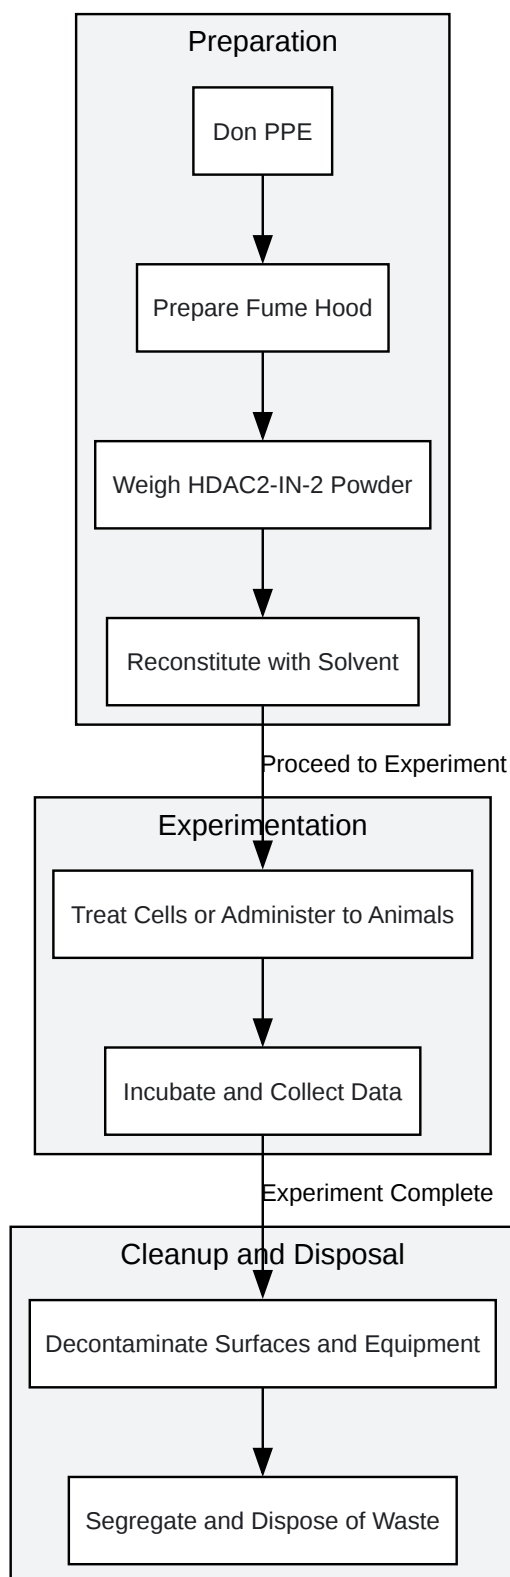 Preparation
Don PPE
Prepare Fume Hood
Weigh HDAC2-IN-2 Powder
Reconstitute with Solvent
Proceed to Experiment
Experimentation
Treat Cells or Administer to Animals
Incubate and Collect Data
Experiment Complete
Cleanup and Disposal
Decontaminate Surfaces and Equipment
Segregate and Dispose of Waste